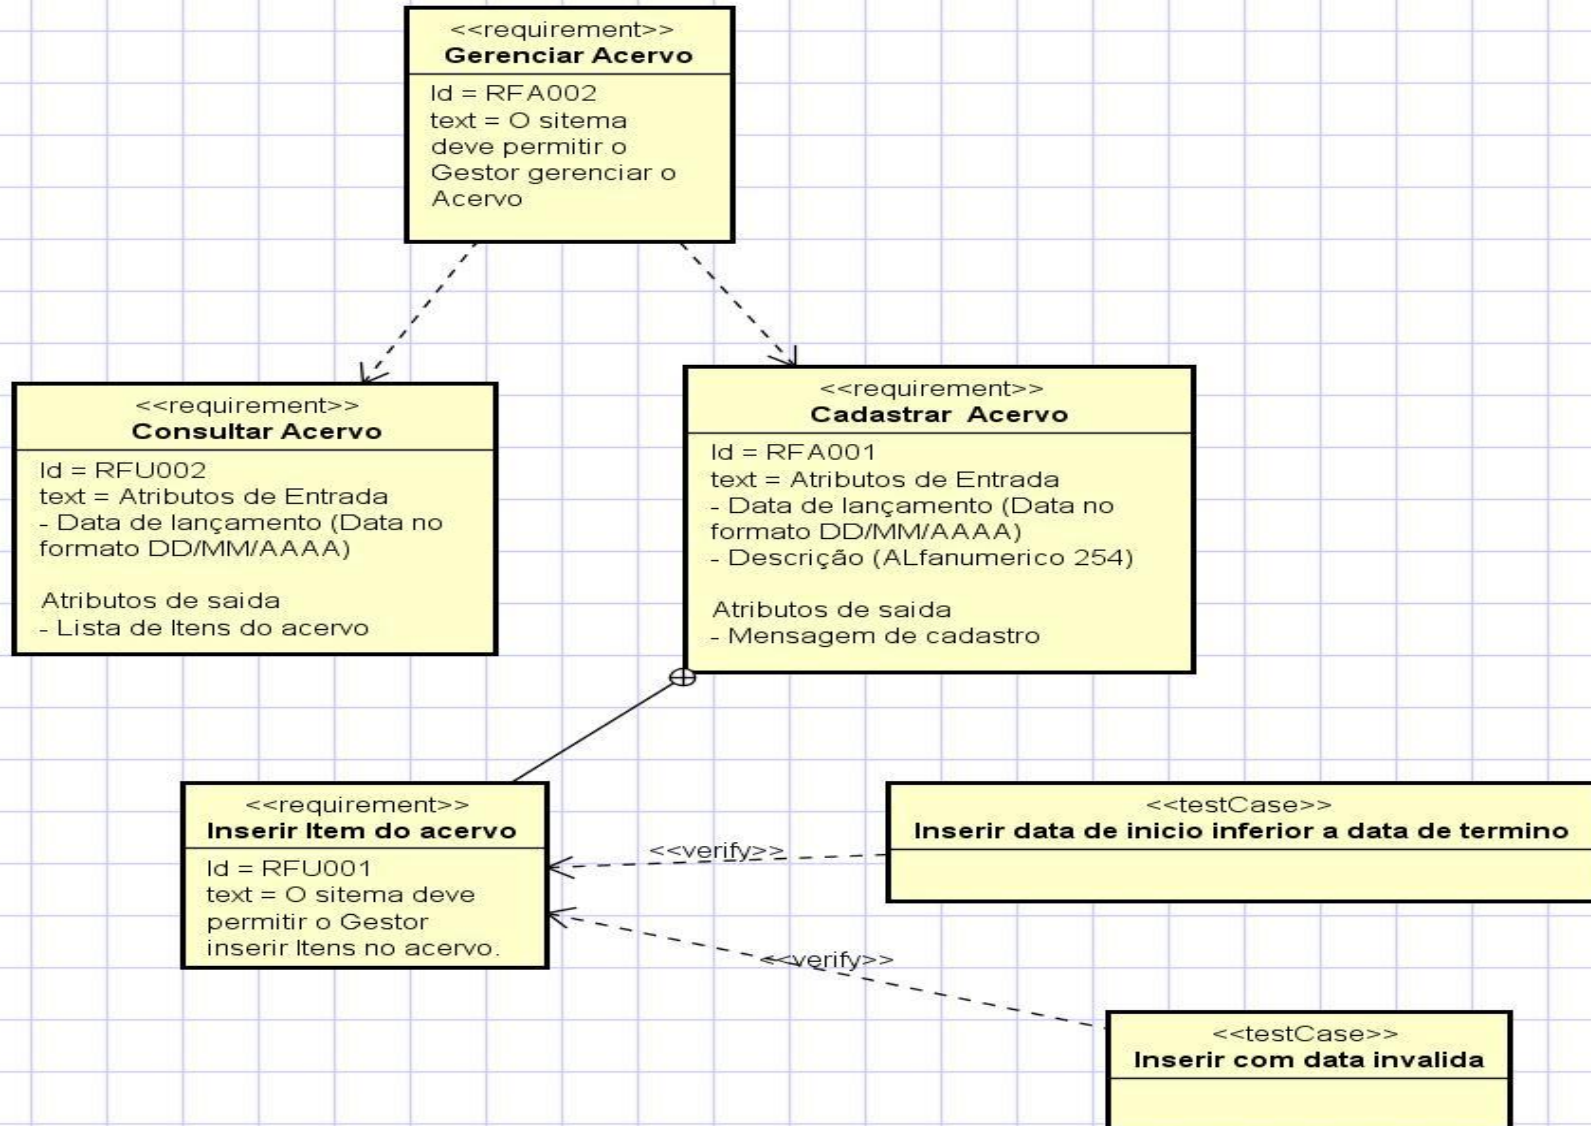 <<requirement>>
Gerenciar Acervo
Id = RFA002
text = O sitema
deve permitir o
Gestor gerenciar o
Acervo
<<requirement>>
Consultar Acervo
Id = RFU002
text = Atributos de Entrada
- Data de lançamento (Data no
formato DD/MM/AAAA)
Atributos de saida
- Lista de Itens do acervo
<<requirement>>
Cadastrar Acervo
Id = RFA001
text = Atributos de Entrada
- Data de lançamento (Data no
formato DD/MM/AAAA)
- Descrição (ALfanumerico 254)
Atributos de saida
- Mensagem de cadastro
<<requirement>>
Inserir Item do acervo
Id = RFU001
text = O sitema deve
permitir o Gestor
inserir Itens no acervo.
<<verify>>
<<testCase>>
Inserir data de inicio inferior a data de termino
<<verify>>
<<testCase>>
Inserir com data invalida